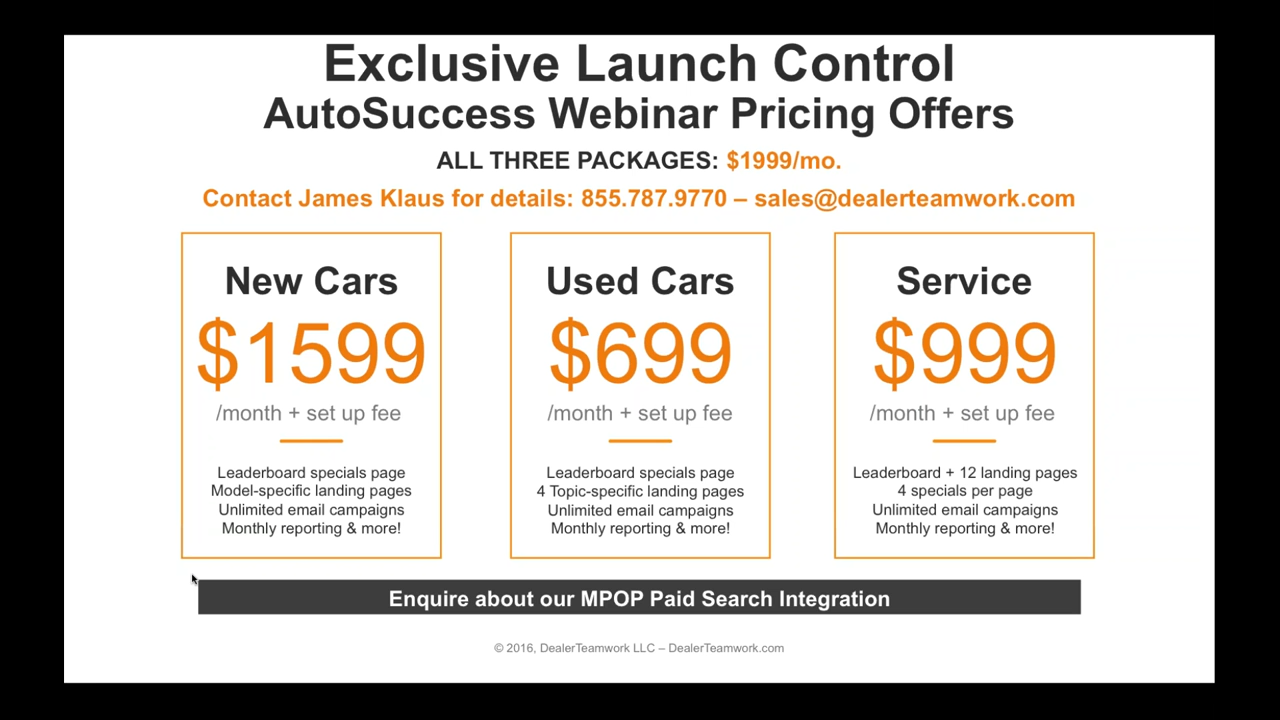 Exclusive Launch Control
AutoSuccess Webinar Pricing Offers
ALL THREE PACKAGES: $1999/mo.
Contact James Klaus for details: 855.787.9770 – sales@dealerteamwork.com
New Cars
$1599
/month + set up fee
Leaderboard specials page
Model-specific landing pages
Unlimited email campaigns
Monthly reporting & more!
Used Cars
$699
/month + set up fee
Leaderboard specials page
4 Topic-specific landing pages
Unlimited email campaigns
Monthly reporting & more!
Service
$999
/month + set up fee
Leaderboard + 12 landing pages
4 specials per page
Unlimited email campaigns
Monthly reporting & more!
Enquire about our MPOP Paid Search Integration
© 2016, DealerTeamwork LLC – DealerTeamwork.com